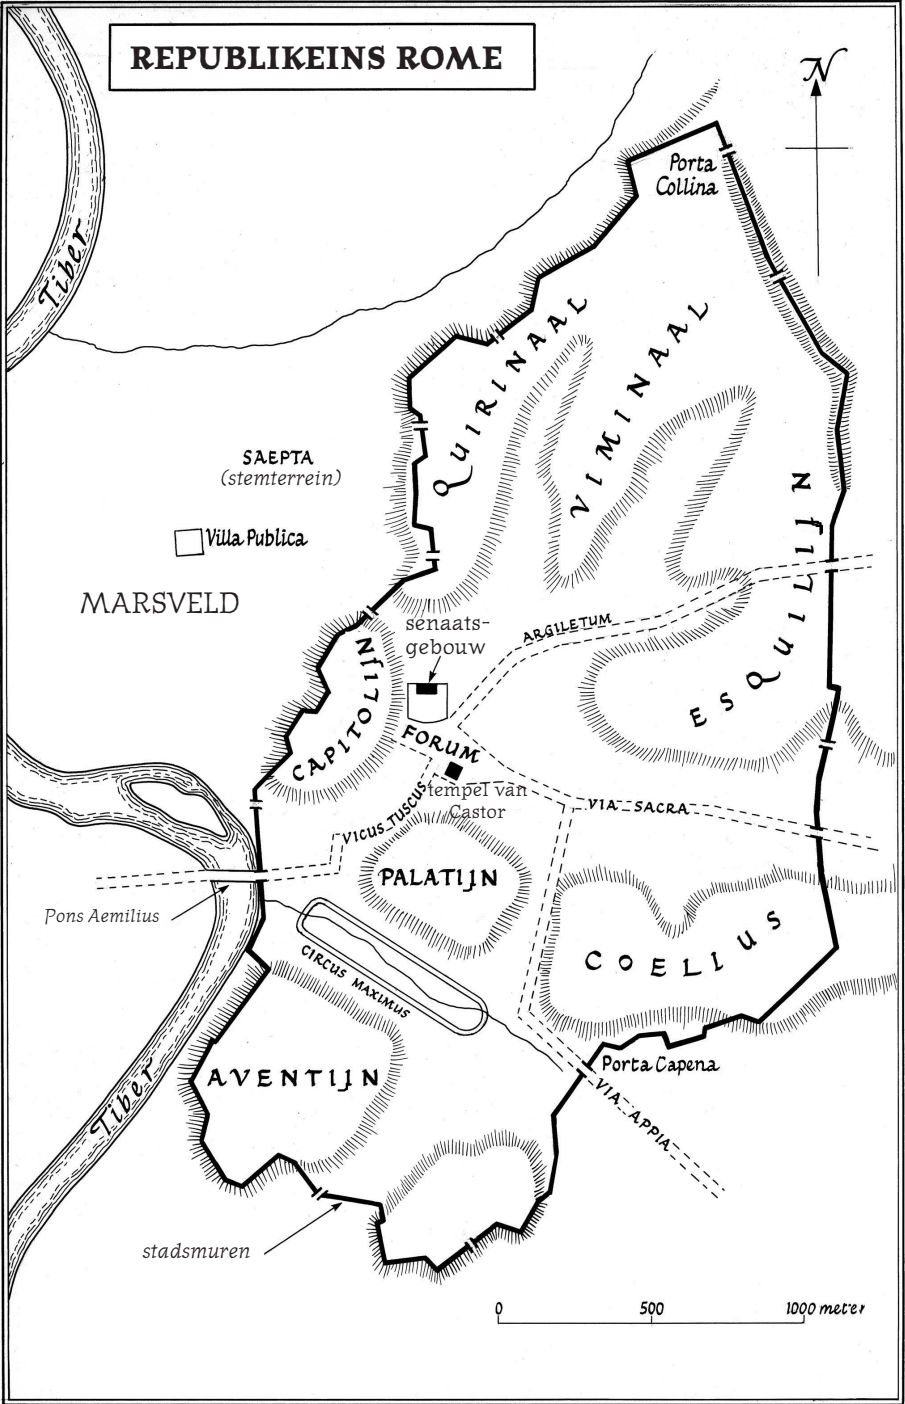 REPUBLIKEINS ROME
N
Porta
Collina
Tiber
QUIRINAAL
VIMINAAL
SAEPTA
(stemterrein)
Villa Publica
MARSVELD
ESQUILIJN
senaats-
gebouw
ARGILETUM
CAPITOLIJN
FORUM
tempel van
Castor
VICUS TUSCUS
VIA SACRA
PALATIJN
Pons Aemilius
CIRCUS MAXIMUS
COELIUS
AVENTIJN
Porta Capena
VIA APPIA
Tiber
stadsmuren
0 500 1000 meter